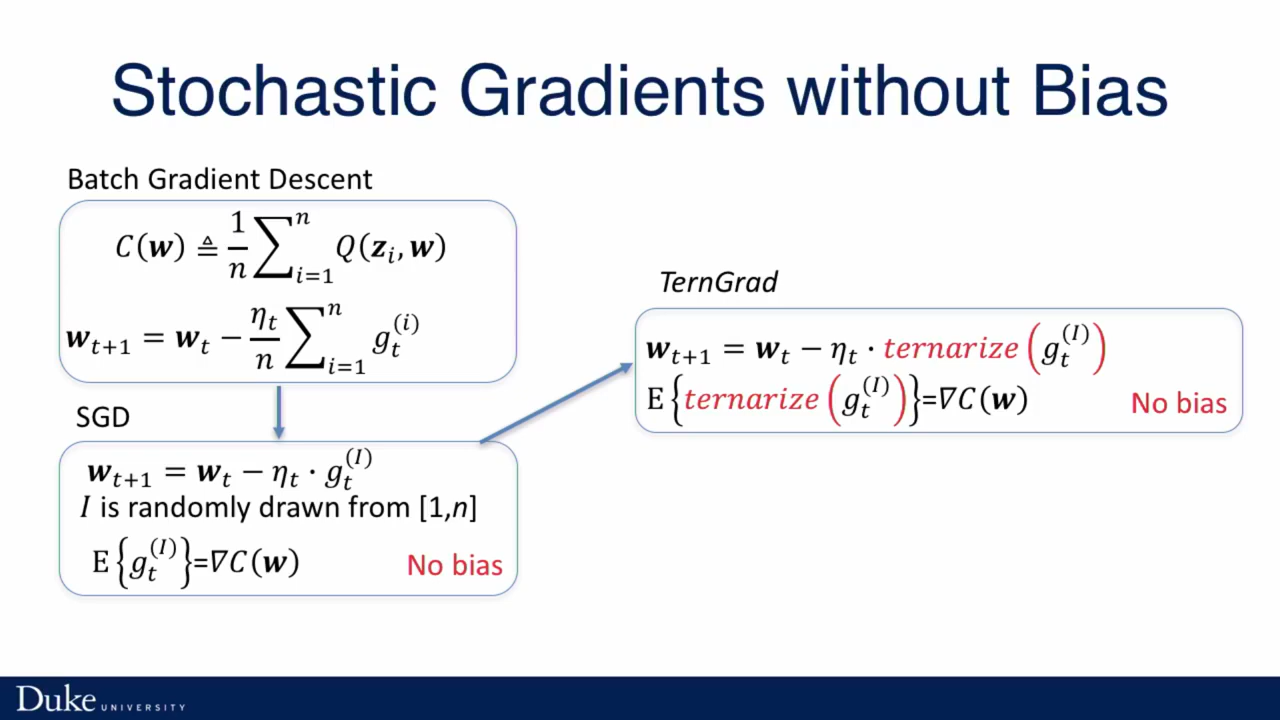 Stochastic Gradients without Bias
Batch Gradient Descent
C(w) ≜ 1/n ∑_{i=1}^{n} Q(z_i, w)
w_{t+1} = w_t − η_t/n ∑_{i=1}^{n} g_t^{(i)}
SGD
w_{t+1} = w_t − η_t · g_t^{(I)}
I is randomly drawn from [1,n]
E{g_t^{(I)}}=∇C(w) No bias
TernGrad
w_{t+1} = w_t − η_t · ternarize(g_t^{(I)})
E{ternarize(g_t^{(I)})}=∇C(w) No bias
Duke UNIVERSITY